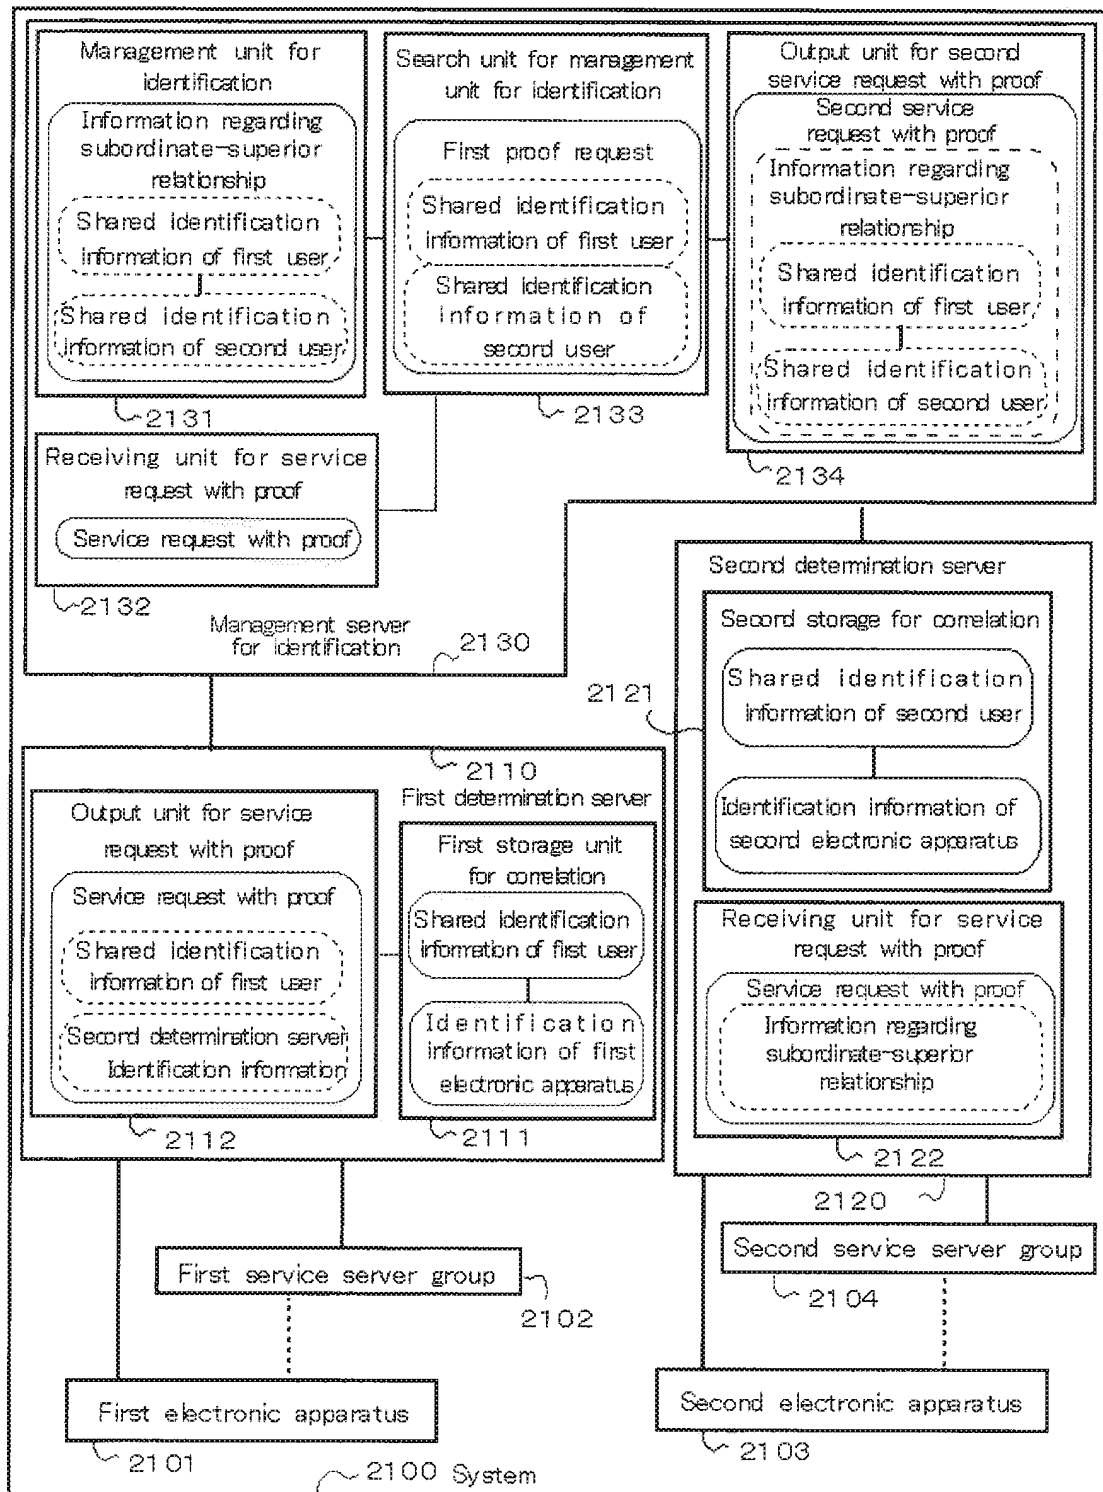 Management unit for
identification
Information regarding
subordinate-superior
relationship
Shared identification
information of first user
Shared identification
information of second user
2131
Search unit for management
unit for identification
First proof request
Shared identification
information of first user
Shared identification
information of
second user
2133
Output unit for second
service request with proof
Second service
request with proof
Information regarding
subordinate-superior
relationship
Shared identification
information of first user
Shared identification
information of second user
2134
Receiving unit for service
request with proof
Service request with proof
2132
Management server
for identification
2130
Second determination server
Second storage for correlation
Shared identification
information of second user
2121
Identification information of
second electronic apparatus
Receiving unit for service
request with proof
Service request with proof
Information regarding
subordinate-superior
relationship
2122
2120
2110
First determination server
Output unit for service
request with proof
Service request with proof
Shared identification
information of first user
Second determination server
Identification information
2112
First storage unit
for correlation
Shared identification
information of first user
Identification
information of first
electronic apparatus
2111
First service server group
2102
Second service server group
2104
First electronic apparatus
2101
Second electronic apparatus
2103
2100 System